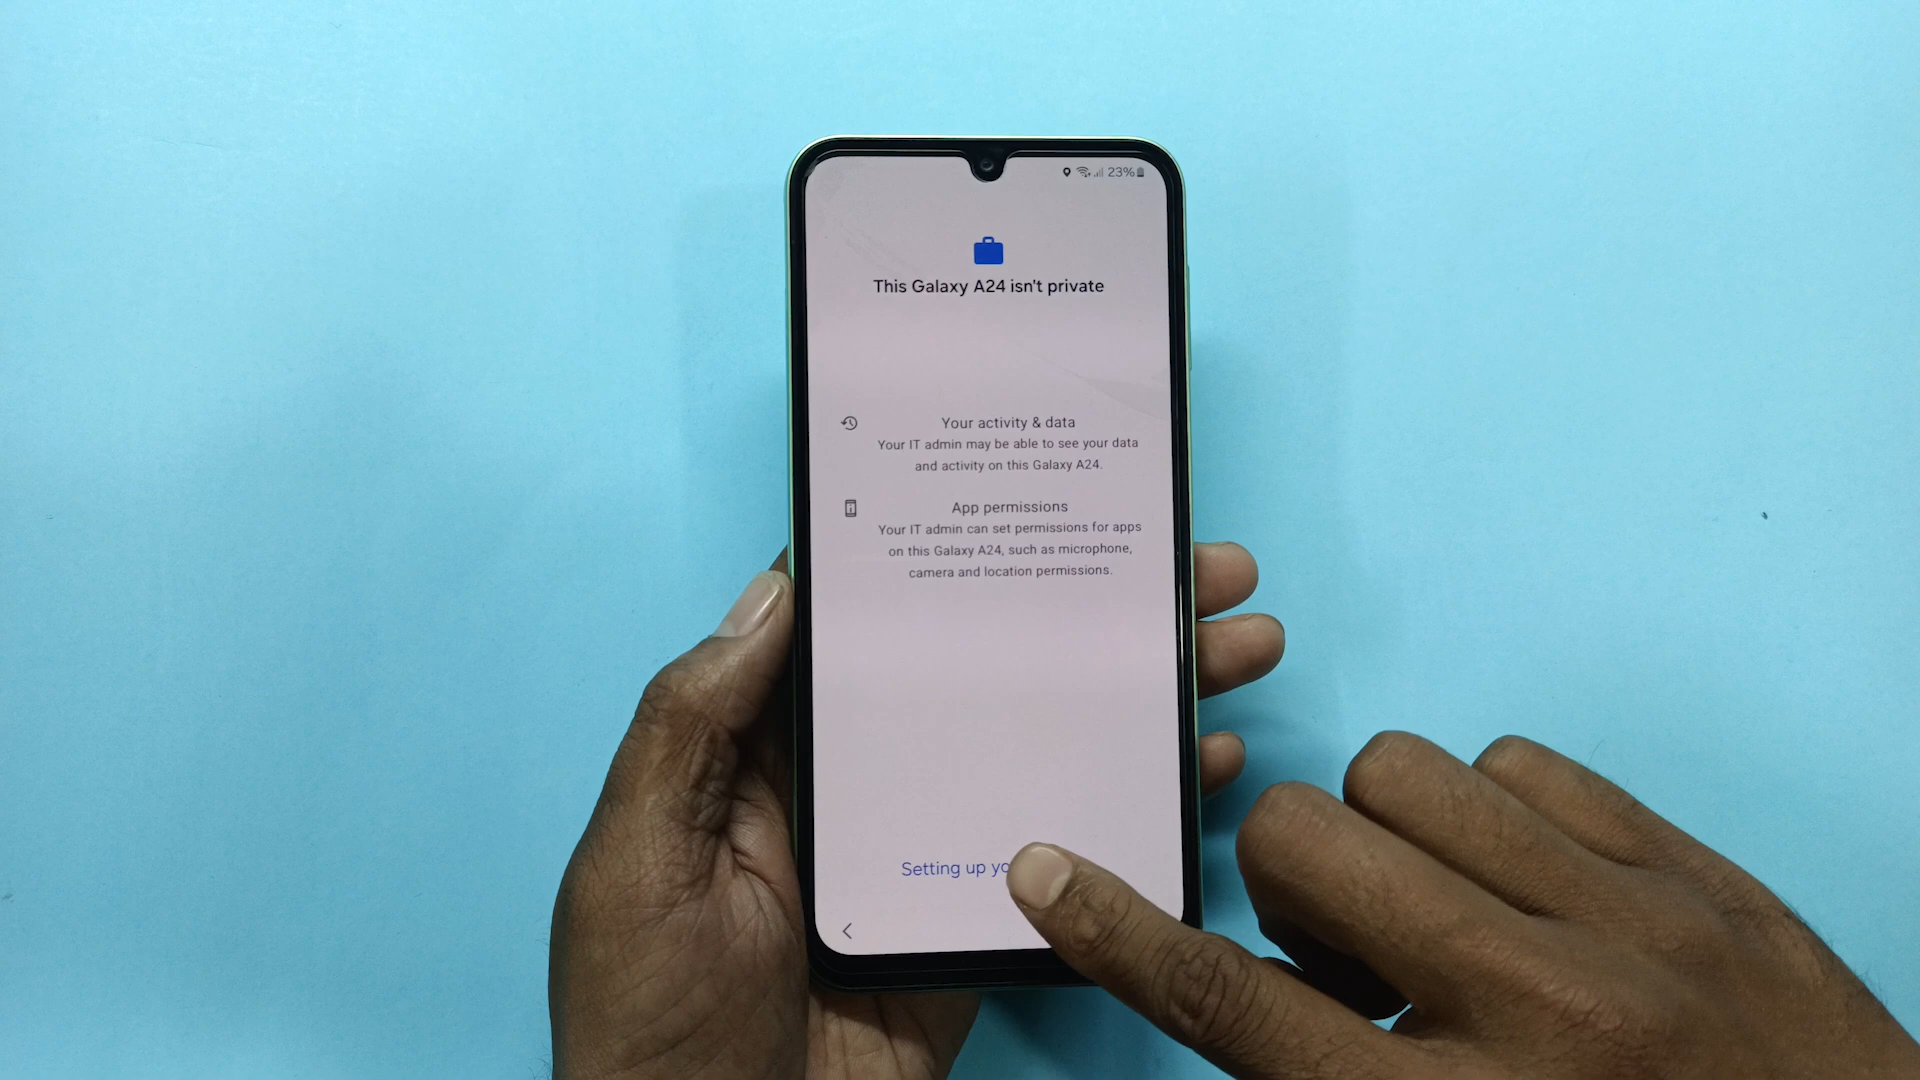 23%
This Galaxy A24 isn't private
Your activity & data
Your IT admin may be able to see your data
and activity on this Galaxy A24.
App permissions
Your IT admin can set permissions for apps
on this Galaxy A24, such as microphone,
camera and location permissions.
Setting up